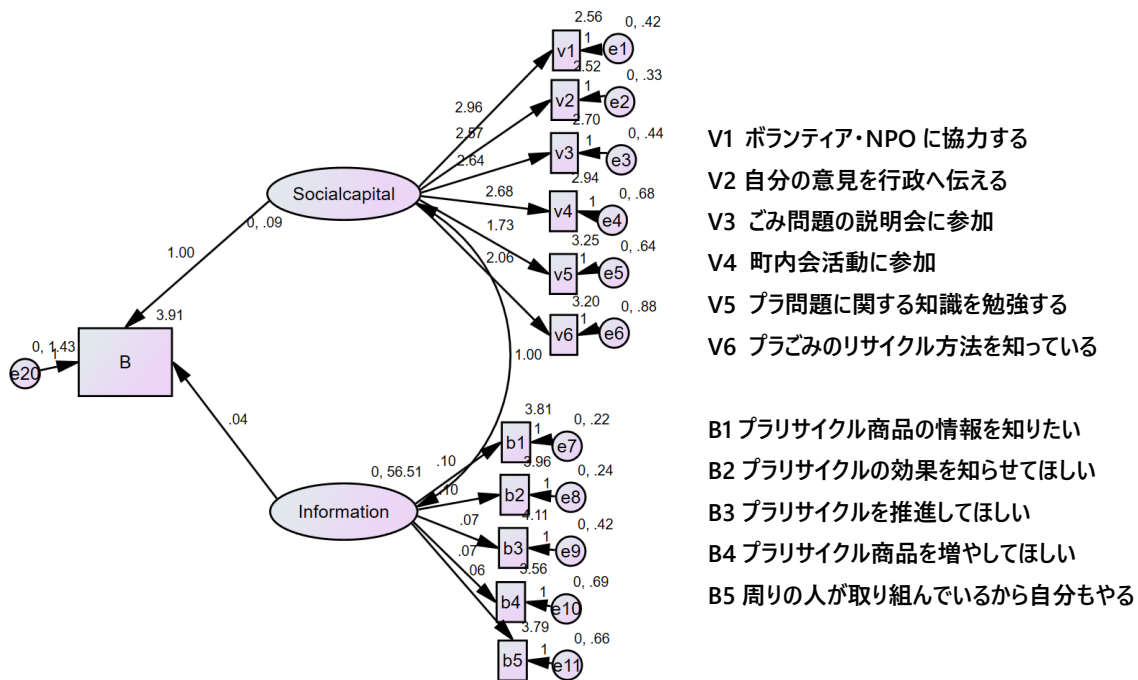 2.56
0, .42
v1
1
e1
2.52
0, .33
v2
1
e2
2.70
2.96
2.57
v3
1
0, .44
e3
2.64
2.94
Socialcapital
2.68
v4
1
0, .68
e4
0, .09
1.73
3.25
v5
1
0, .64
e5
1.00
2.06
3.20
v6
1
0, .88
e6
3.91
1.00
0, 1.43
1
e20
B
.04
3.81
b1
1
0, .22
e7
0, 56.51
.10
3.96
.10
b2
1
0, .24
e8
Information
4.11
.07
b3
1
0, .42
e9
.07
3.56
.06
b4
1
0, .69
e10
3.79
b5
1
0, .66
e11
V1 ボランティア・NPO に協力する
V2 自分の意見を行政へ伝える
V3 ごみ問題の説明会に参加
V4 町内会活動に参加
V5 プラ問題に関する知識を勉強する
V6 プラごみのリサイクル方法を知っている
B1 プラリサイクル商品の情報を知りたい
B2 プラリサイクルの効果を知らせてほしい
B3 プラリサイクルを推進してほしい
B4 プラリサイクル商品を増やしてほしい
B5 周りの人が取り組んでいるから自分もやる